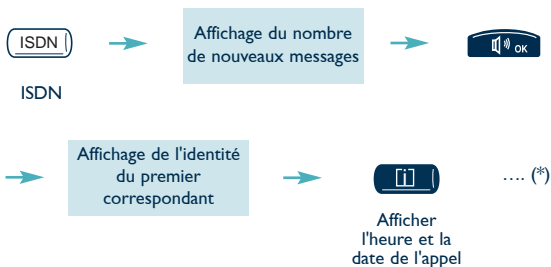 ISDN
ISDN
Affichage du nombre
de nouveaux messages
OK
Affichage de l'identité
du premier
correspondant
[i]
Afficher
l'heure et la
date de l'appel
.... (*)